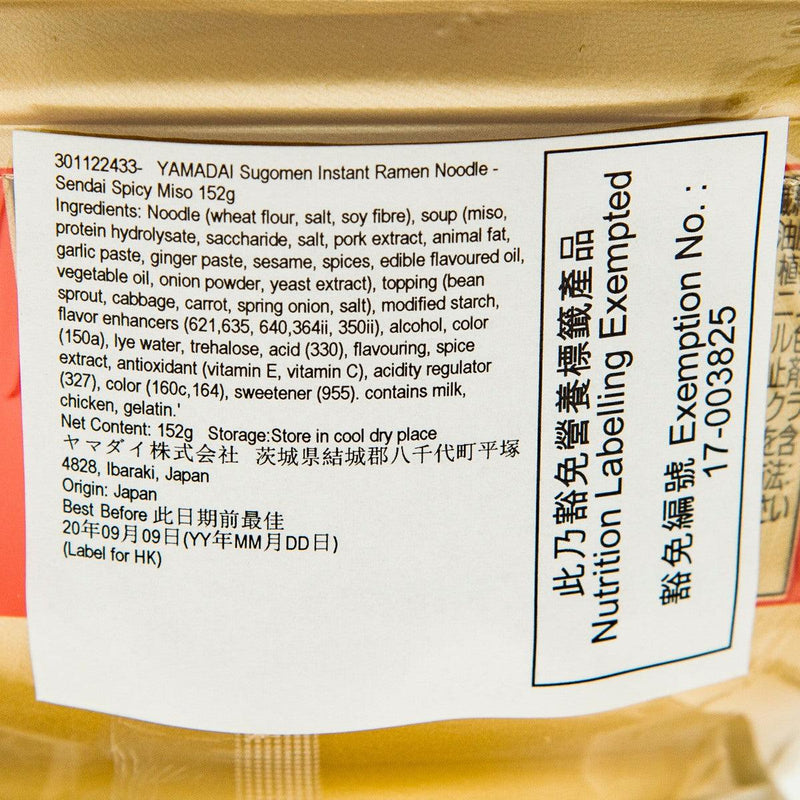 301122433- YAMADAI Sugomen Instant Ramen Noodle -
Sendai Spicy Miso 152g
Ingredients: Noodle (wheat flour, salt, soy fibre), soup (miso,
protein hydrolysate, saccharide, salt, pork extract, animal fat,
garlic paste, ginger paste, sesame, spices, edible flavoured oil,
vegetable oil, onion powder, yeast extract), topping (bean
sprout, cabbage, carrot, spring onion, salt), modified starch,
flavor enhancers (621,635, 640,364ii, 350ii), alcohol, color
(150a), lye water, trehalose, acid (330), flavouring, spice
extract, antioxidant (vitamin E, vitamin C), acidity regulator
(327), color (160c,164), sweetener (955). contains milk,
chicken, gelatin.'
Net Content: 152g Storage:Store in cool dry place
ヤマダイ株式会社 茨城県結城郡八千代町平塚
4828, Ibaraki, Japan
Origin: Japan
Best Before 此日期前最佳
20年09月09日(YY年MM月DD日)
(Label for HK)
此乃豁免營養標籤產品
Nutrition Labelling Exempted
豁免編號 Exemption No. :
17-003825